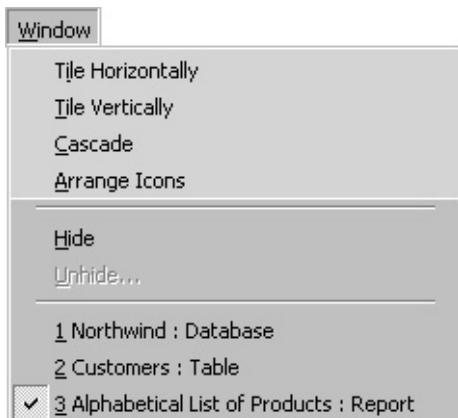 Window
Tile Horizontally
Tile Vertically
Cascade
Arrange Icons
Hide
Unhide...
1 Northwind : Database
2 Customers : Table
3 Alphabetical List of Products : Report